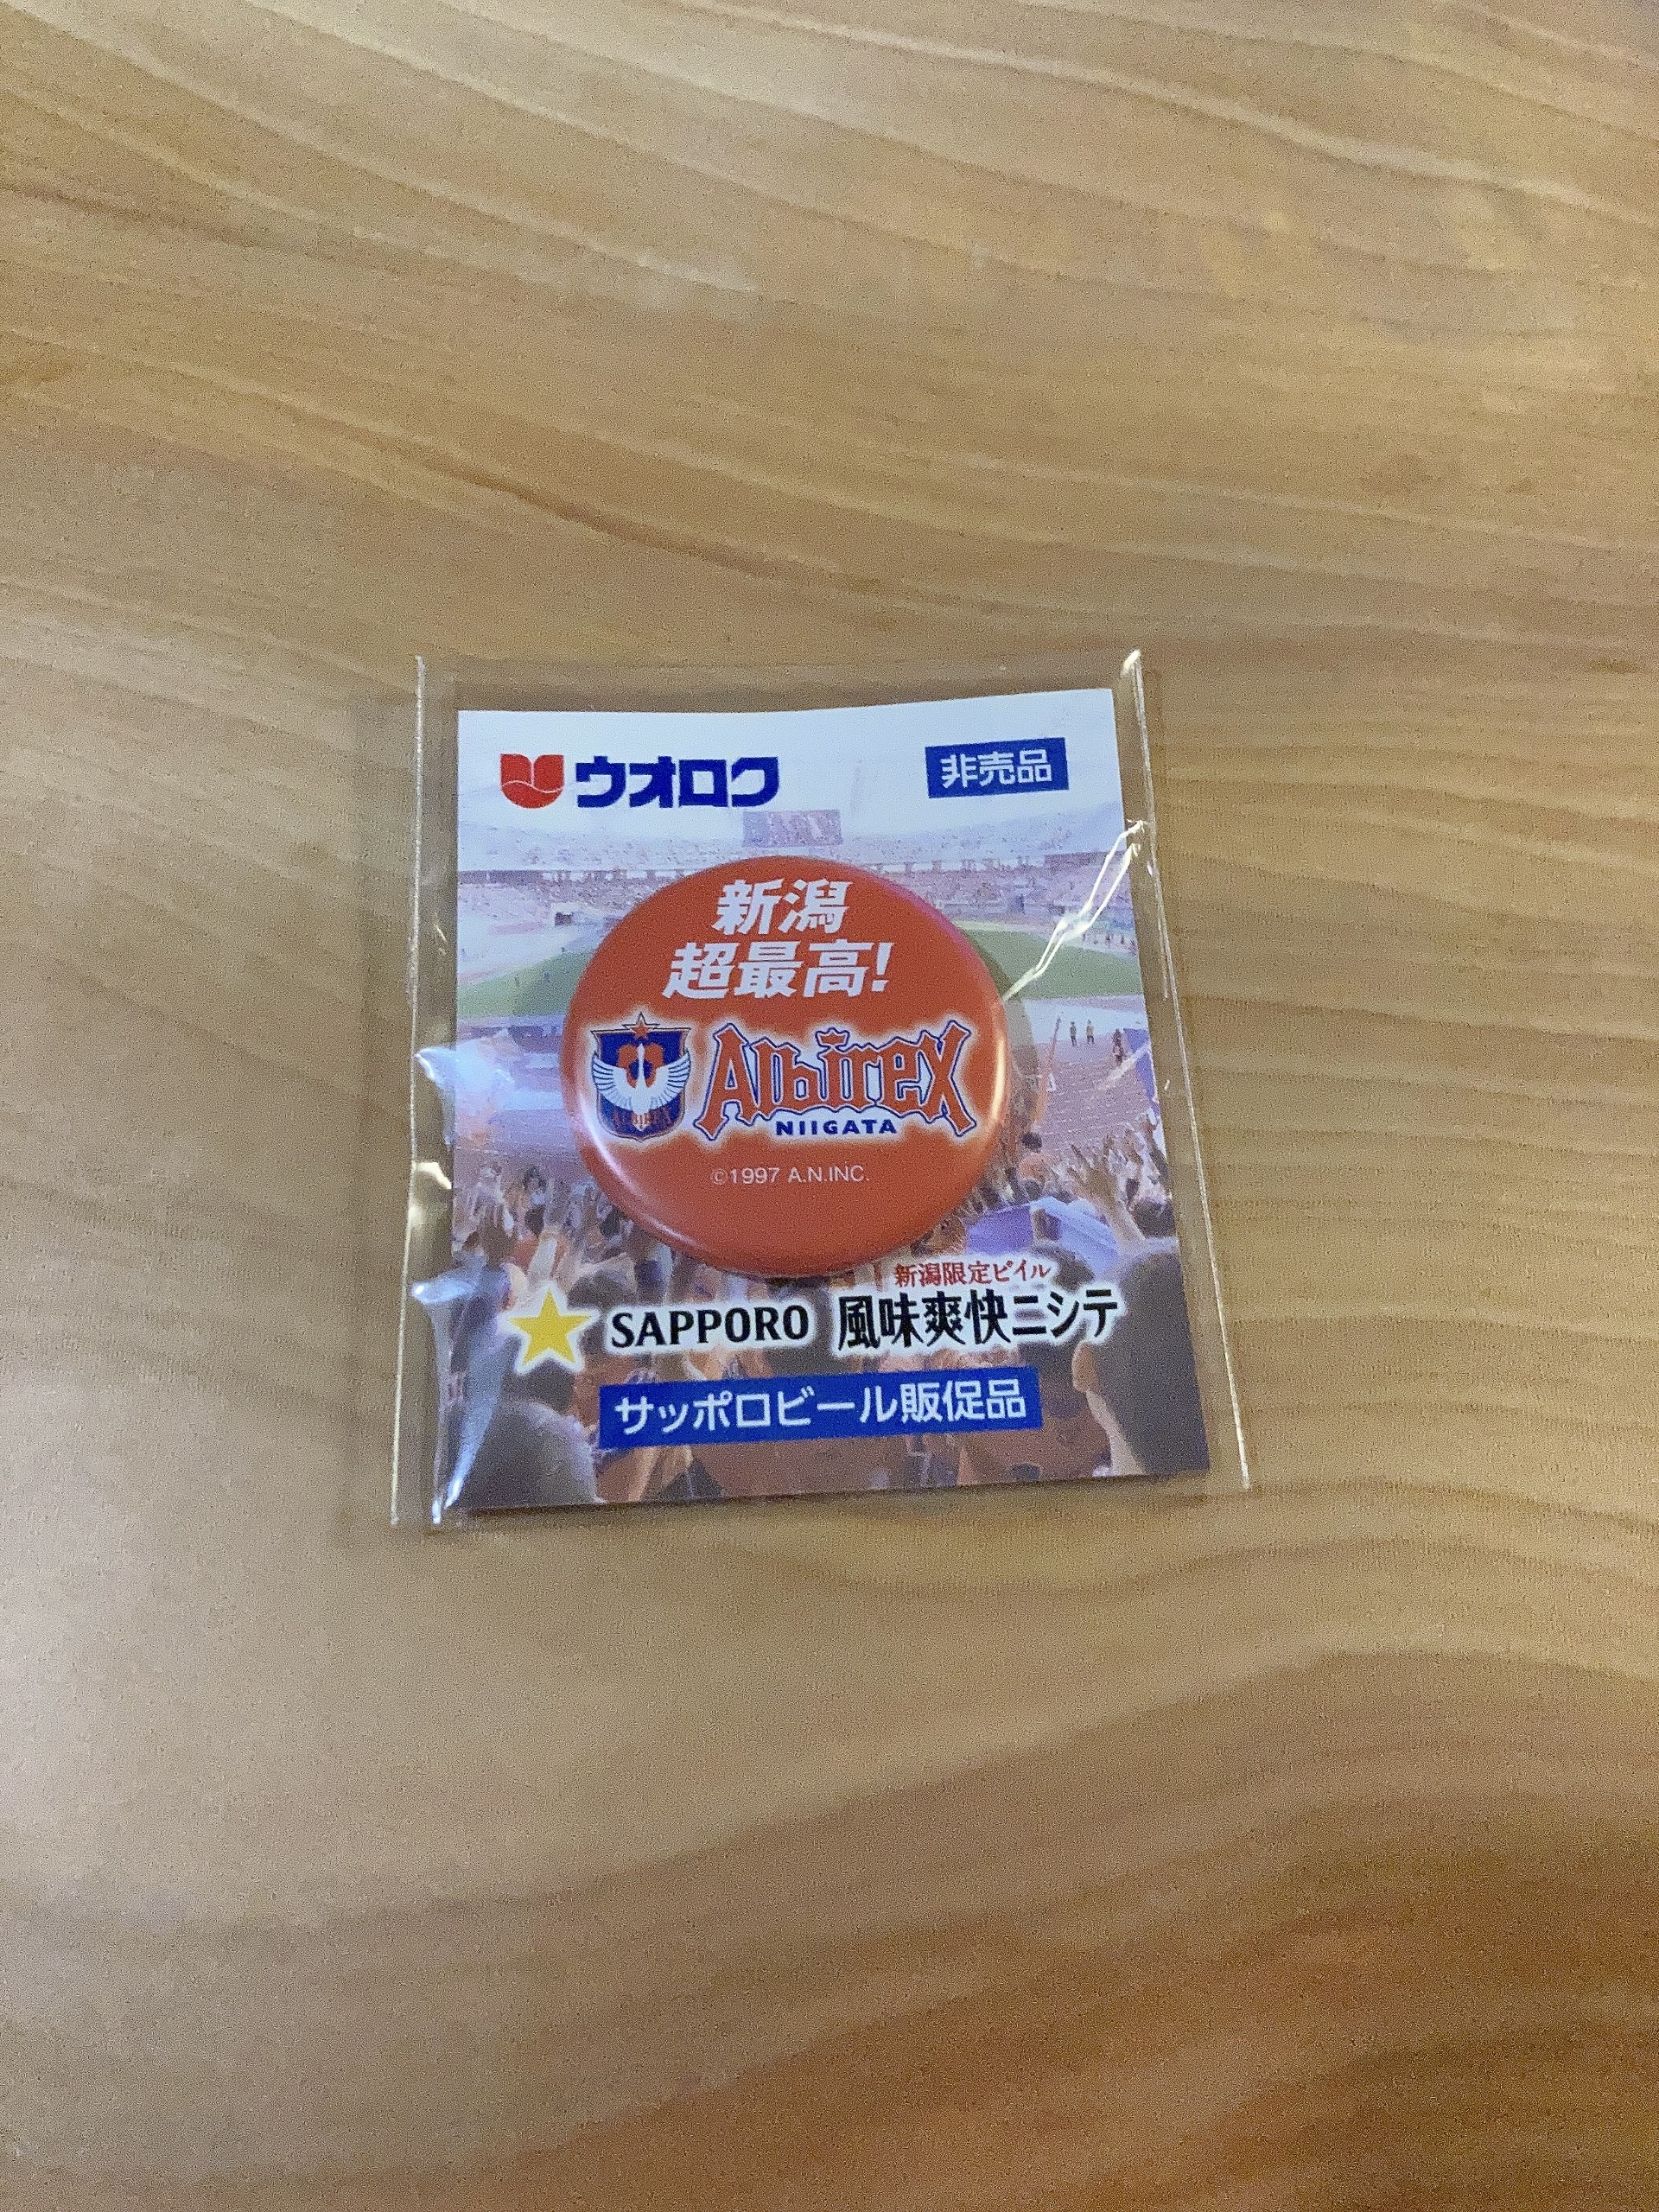 ウオロク
非売品
新潟
超最高!
AlbireX
NIIGATA
ALBIREX
©1997 A.N.INC.
新潟限定ビイル
SAPPORO 風味爽快ニシテ
サッポロビール販促品